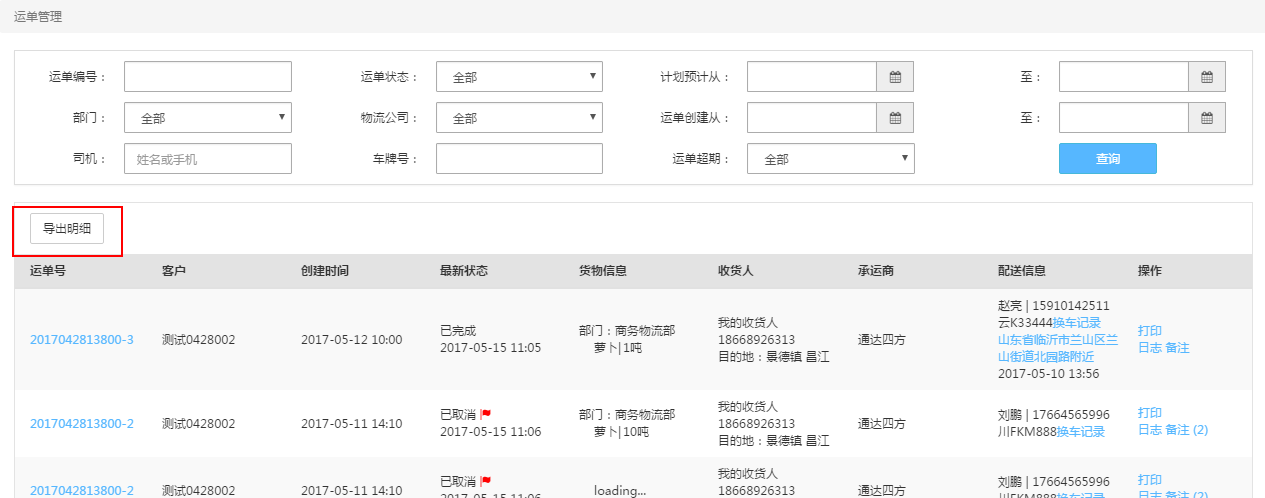 运单管理
运单编号： 运单状态： 全部 计划预计从： 至：
部门： 全部 物流公司： 全部 运单创建从： 至：
司机： 姓名或手机 车牌号： 运单超期： 全部 查询
导出明细
运单号 客户 创建时间 最新状态 货物信息 收货人 承运商 配送信息 操作
2017042813800-3 测试0428002 2017-05-12 10:00
已完成
2017-05-15 11:05
部门：商务物流部
萝卜|1吨
我的收货人
18668926313
目的地：景德镇 昌江
通达四方
赵亮 | 15910142511
云K33444换车记录
山东省临沂市兰山区兰
山街道北园路附近
2017-05-10 13:56
打印
日志 备注
2017042813800-2 测试0428002 2017-05-11 14:10
已取消
2017-05-15 11:06
部门：商务物流部
萝卜|10吨
我的收货人
18668926313
目的地：景德镇 昌江
通达四方
刘鹏 | 17664565996
川FKM888换车记录
打印
日志 备注 (2)
2017042813800-2 测试0428002 2017-05-11 14:10
已取消
2017-05-15 11:06
loading...
我的收货人
18668926313
通达四方
刘鹏 | 17664565996
川FKM888换车记录
打印
日志 备注 (2)